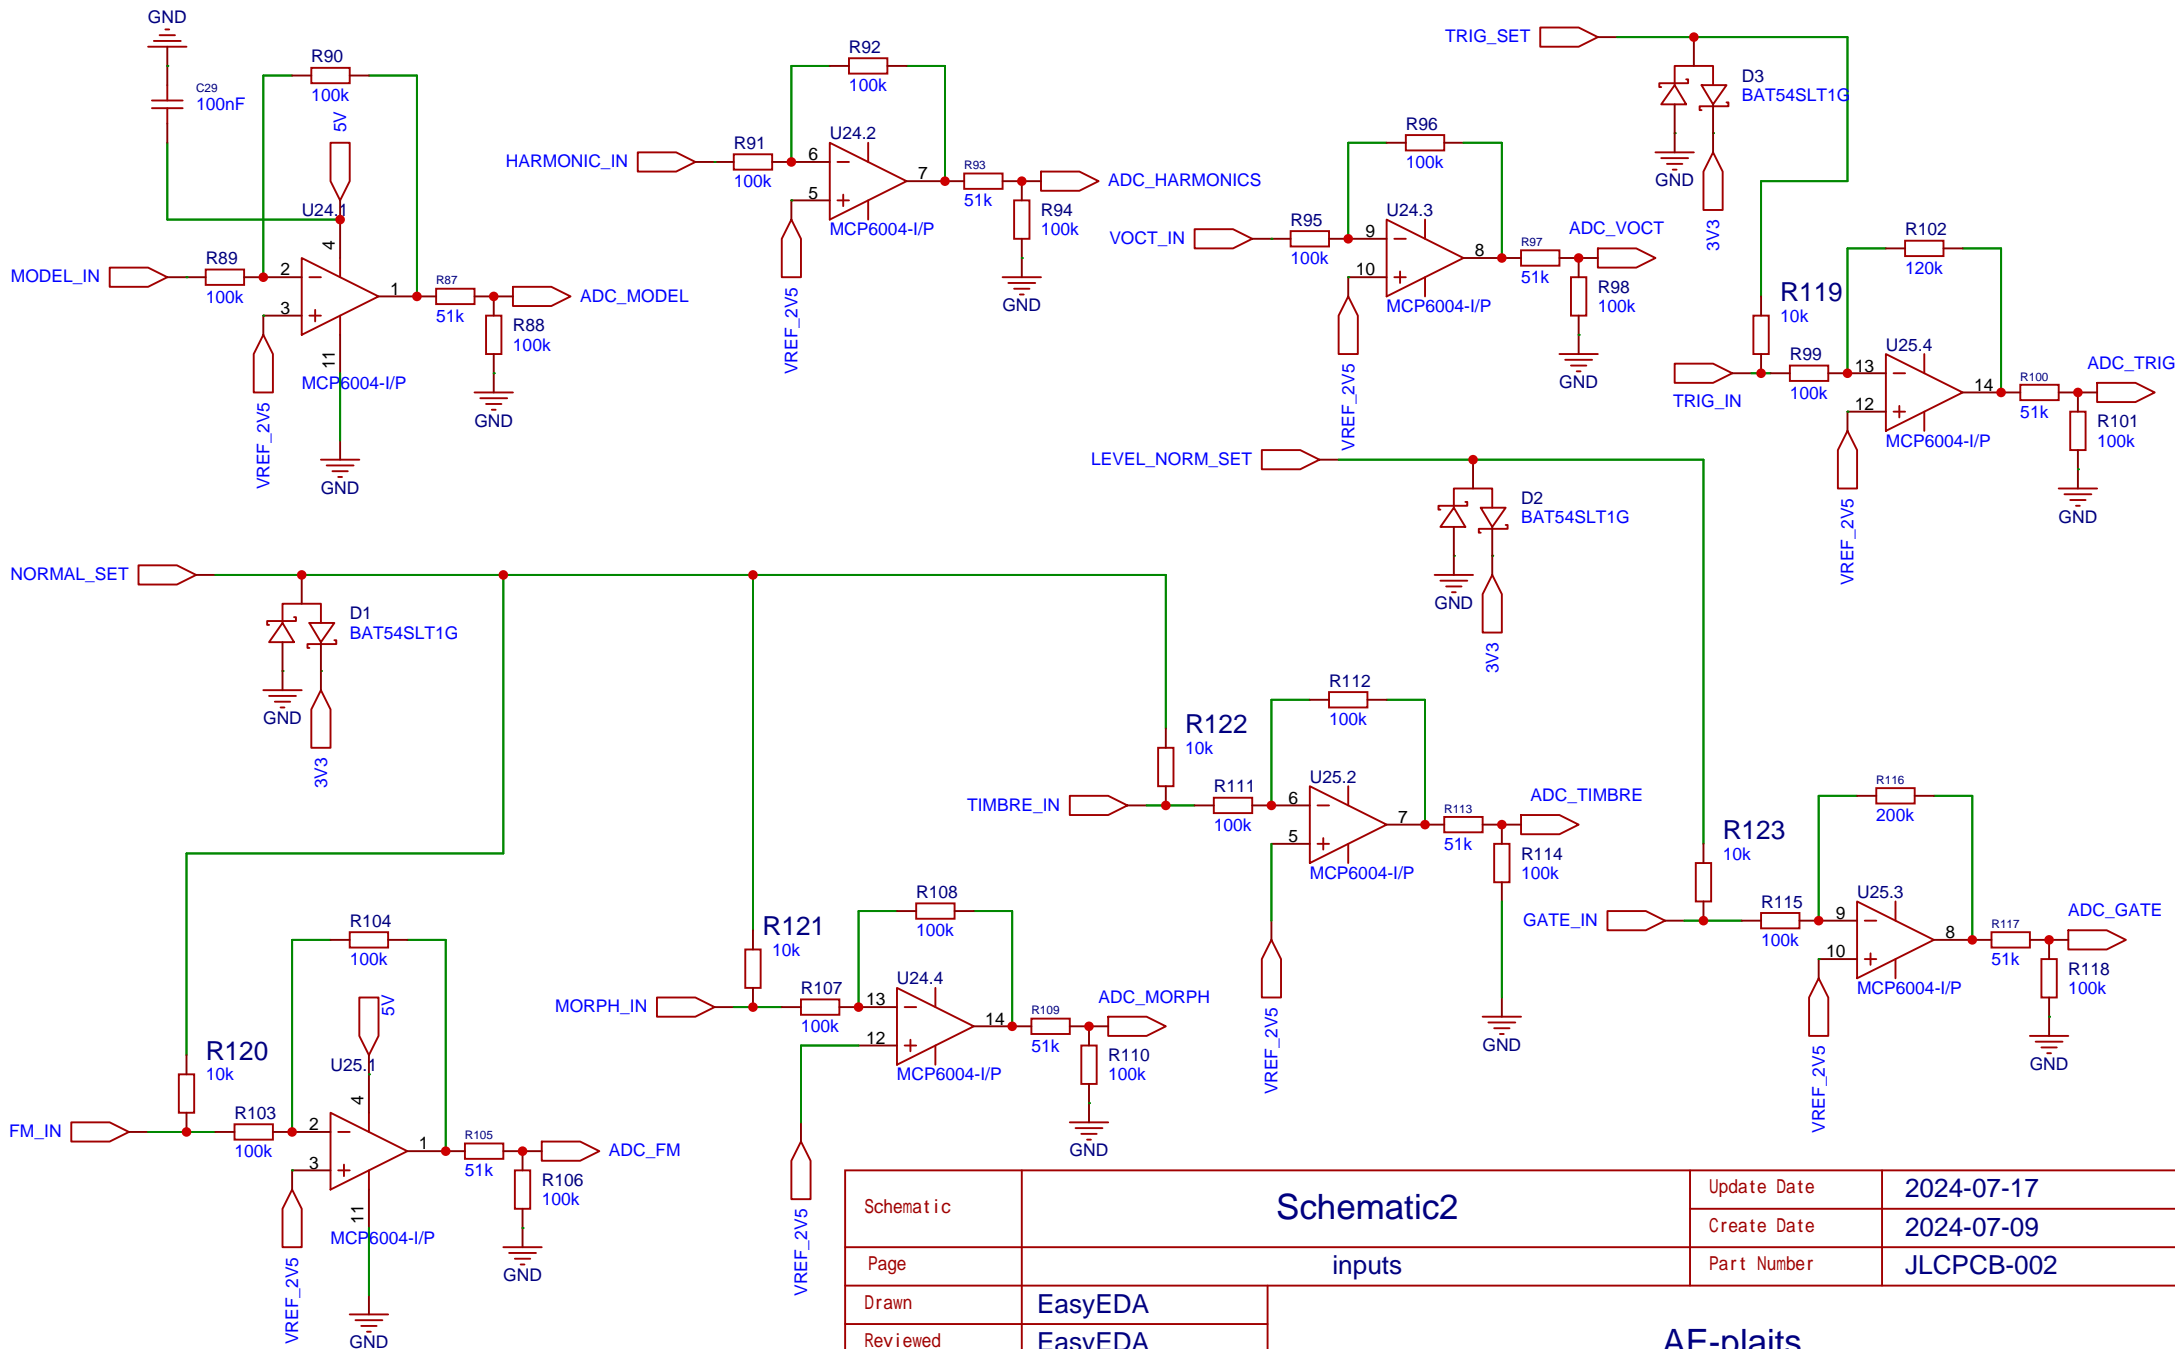 GND
C29
100nF
R90
100k
5V
U24.1
MODEL_IN
R89
100k
2
3
4
11
1
MCP6004-I/P
VREF_2V5
GND
R87
51k
ADC_MODEL
R88
100k
GND
R92
100k
HARMONIC_IN
R91
100k
U24.2
6
5
7
MCP6004-I/P
VREF_2V5
R93
51k
ADC_HARMONICS
R94
100k
GND
R96
100k
VOCT_IN
R95
100k
U24.3
9
10
8
MCP6004-I/P
VREF_2V5
R97
51k
ADC_VOCT
R98
100k
GND
TRIG_SET
D3
BAT54SLT1G
GND
3V3
R119
10k
R102
120k
TRIG_IN
R99
100k
U25.4
13
12
14
MCP6004-I/P
VREF_2V5
R100
51k
ADC_TRIG
R101
100k
GND
LEVEL_NORM_SET
D2
BAT54SLT1G
GND
3V3
NORMAL_SET
D1
BAT54SLT1G
GND
3V3
R122
10k
R112
100k
TIMBRE_IN
R111
100k
U25.2
6
5
7
MCP6004-I/P
VREF_2V5
R113
51k
ADC_TIMBRE
R114
100k
GND
R123
10k
R116
200k
GATE_IN
R115
100k
U25.3
9
10
8
MCP6004-I/P
VREF_2V5
R117
51k
ADC_GATE
R118
100k
GND
R121
10k
R108
100k
MORPH_IN
R107
100k
U24.4
13
12
14
MCP6004-I/P
VREF_2V5
R109
51k
ADC_MORPH
R110
100k
GND
R120
10k
R104
100k
5V
U25.1
FM_IN
R103
100k
2
3
4
11
1
MCP6004-I/P
VREF_2V5
GND
R105
51k
ADC_FM
R106
100k
GND
Schematic
Schematic2
Update Date
2024-07-17
Create Date
2024-07-09
Page
inputs
Part Number
JLCPCB-002
Drawn
EasyEDA
Reviewed
EasyEDA
AE-plaits